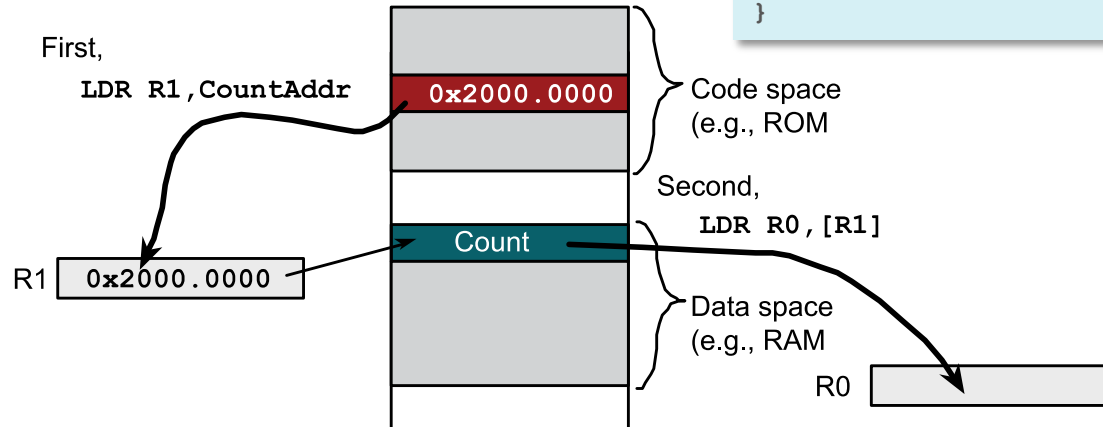 }
First,
LDR R1,CountAddr
0x2000.0000
Code space
(e.g., ROM
Second,
LDR R0,[R1]
Count
R1
0x2000.0000
Data space
(e.g., RAM
R0